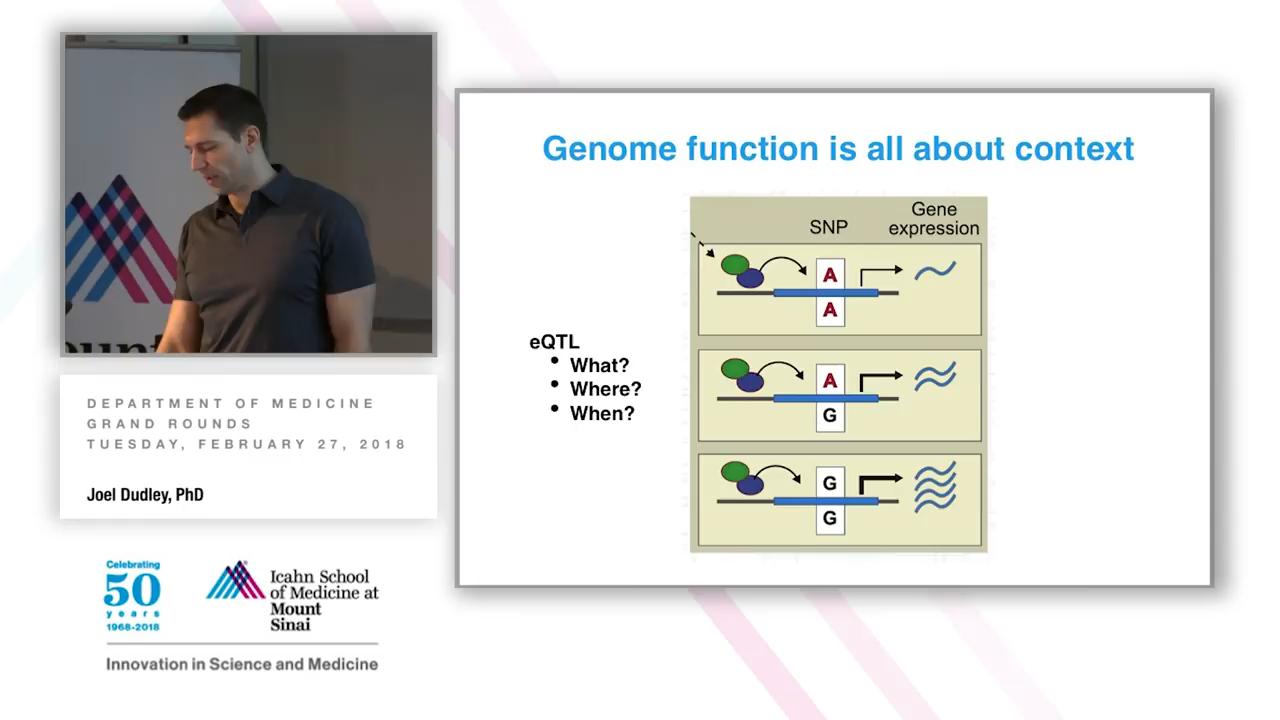 ount
DEPARTMENT OF MEDICINE
GRAND ROUNDS
TUESDAY, FEBRUARY 27, 2018
Joel Dudley, PhD
Celebrating
50
years
1968-2018
Icahn School
of Medicine at
Mount
Sinai
Innovation in Science and Medicine
Genome function is all about context
eQTL
• What?
• Where?
• When?
SNP
Gene
expression
A
A
A
G
G
G